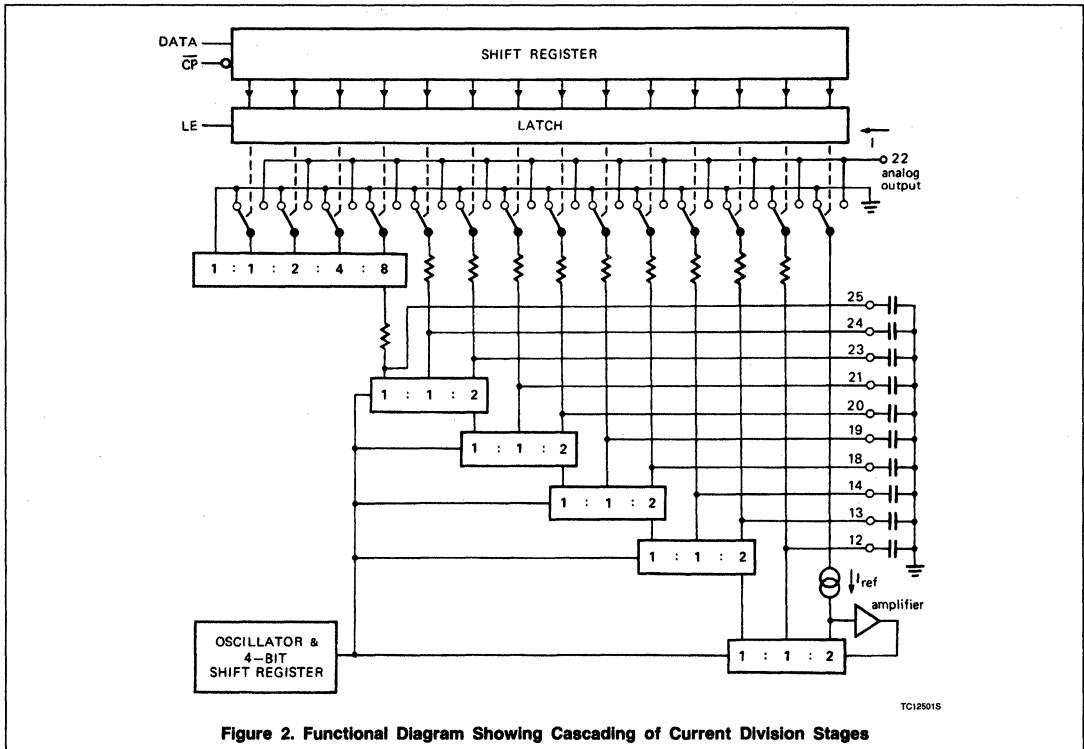 DATA
CP
SHIFT REGISTER
LE
LATCH
I
22
analog
output
1 : 1 : 2 : 4 : 8
25
24
23
1 : 1 : 2
21
20
1 : 1 : 2
19
18
1 : 1 : 2
14
13
1 : 1 : 2
12
Iref
amplifier
OSCILLATOR &
4-BIT
SHIFT REGISTER
1 : 1 : 2
TC12501S
Figure 2. Functional Diagram Showing Cascading of Current Division Stages